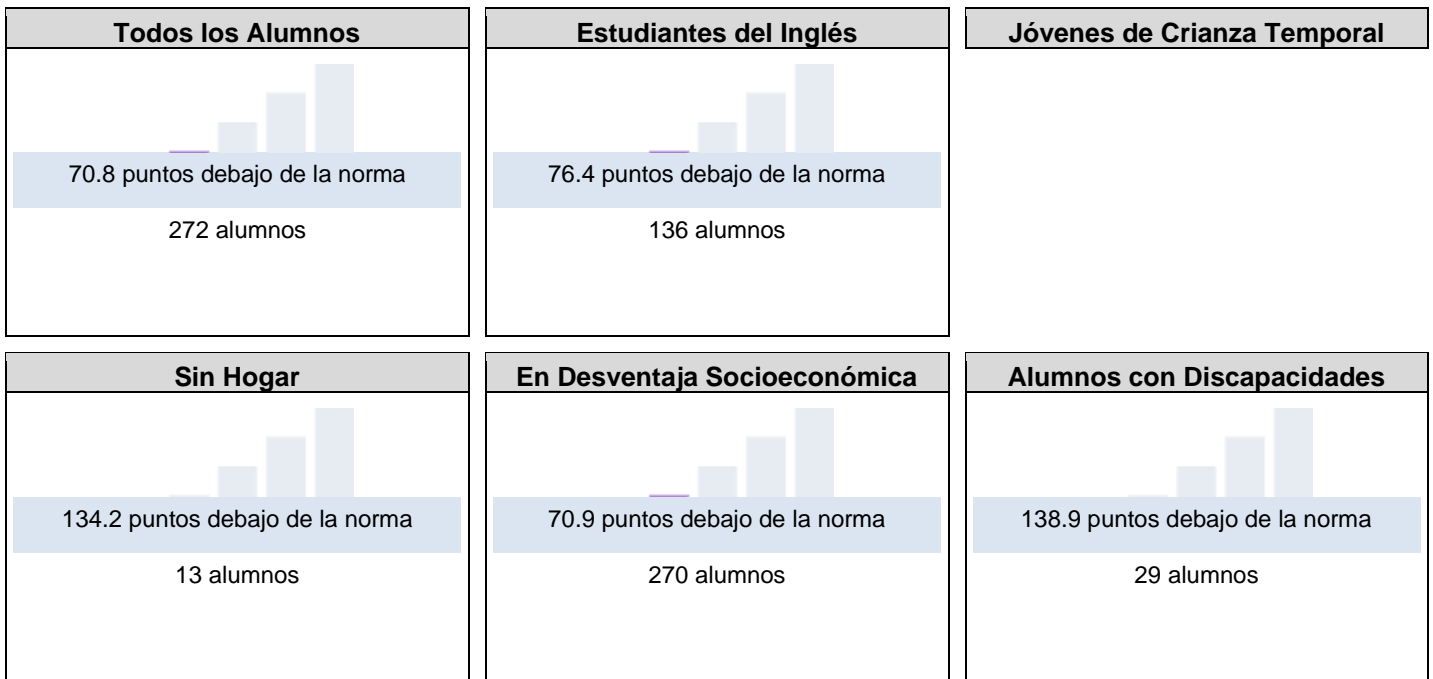 Todos los Alumnos
70.8 puntos debajo de la norma
272 alumnos
Estudiantes del Inglés
76.4 puntos debajo de la norma
136 alumnos
Jóvenes de Crianza Temporal
Sin Hogar
134.2 puntos debajo de la norma
13 alumnos
En Desventaja Socioeconómica
70.9 puntos debajo de la norma
270 alumnos
Alumnos con Discapacidades
138.9 puntos debajo de la norma
29 alumnos